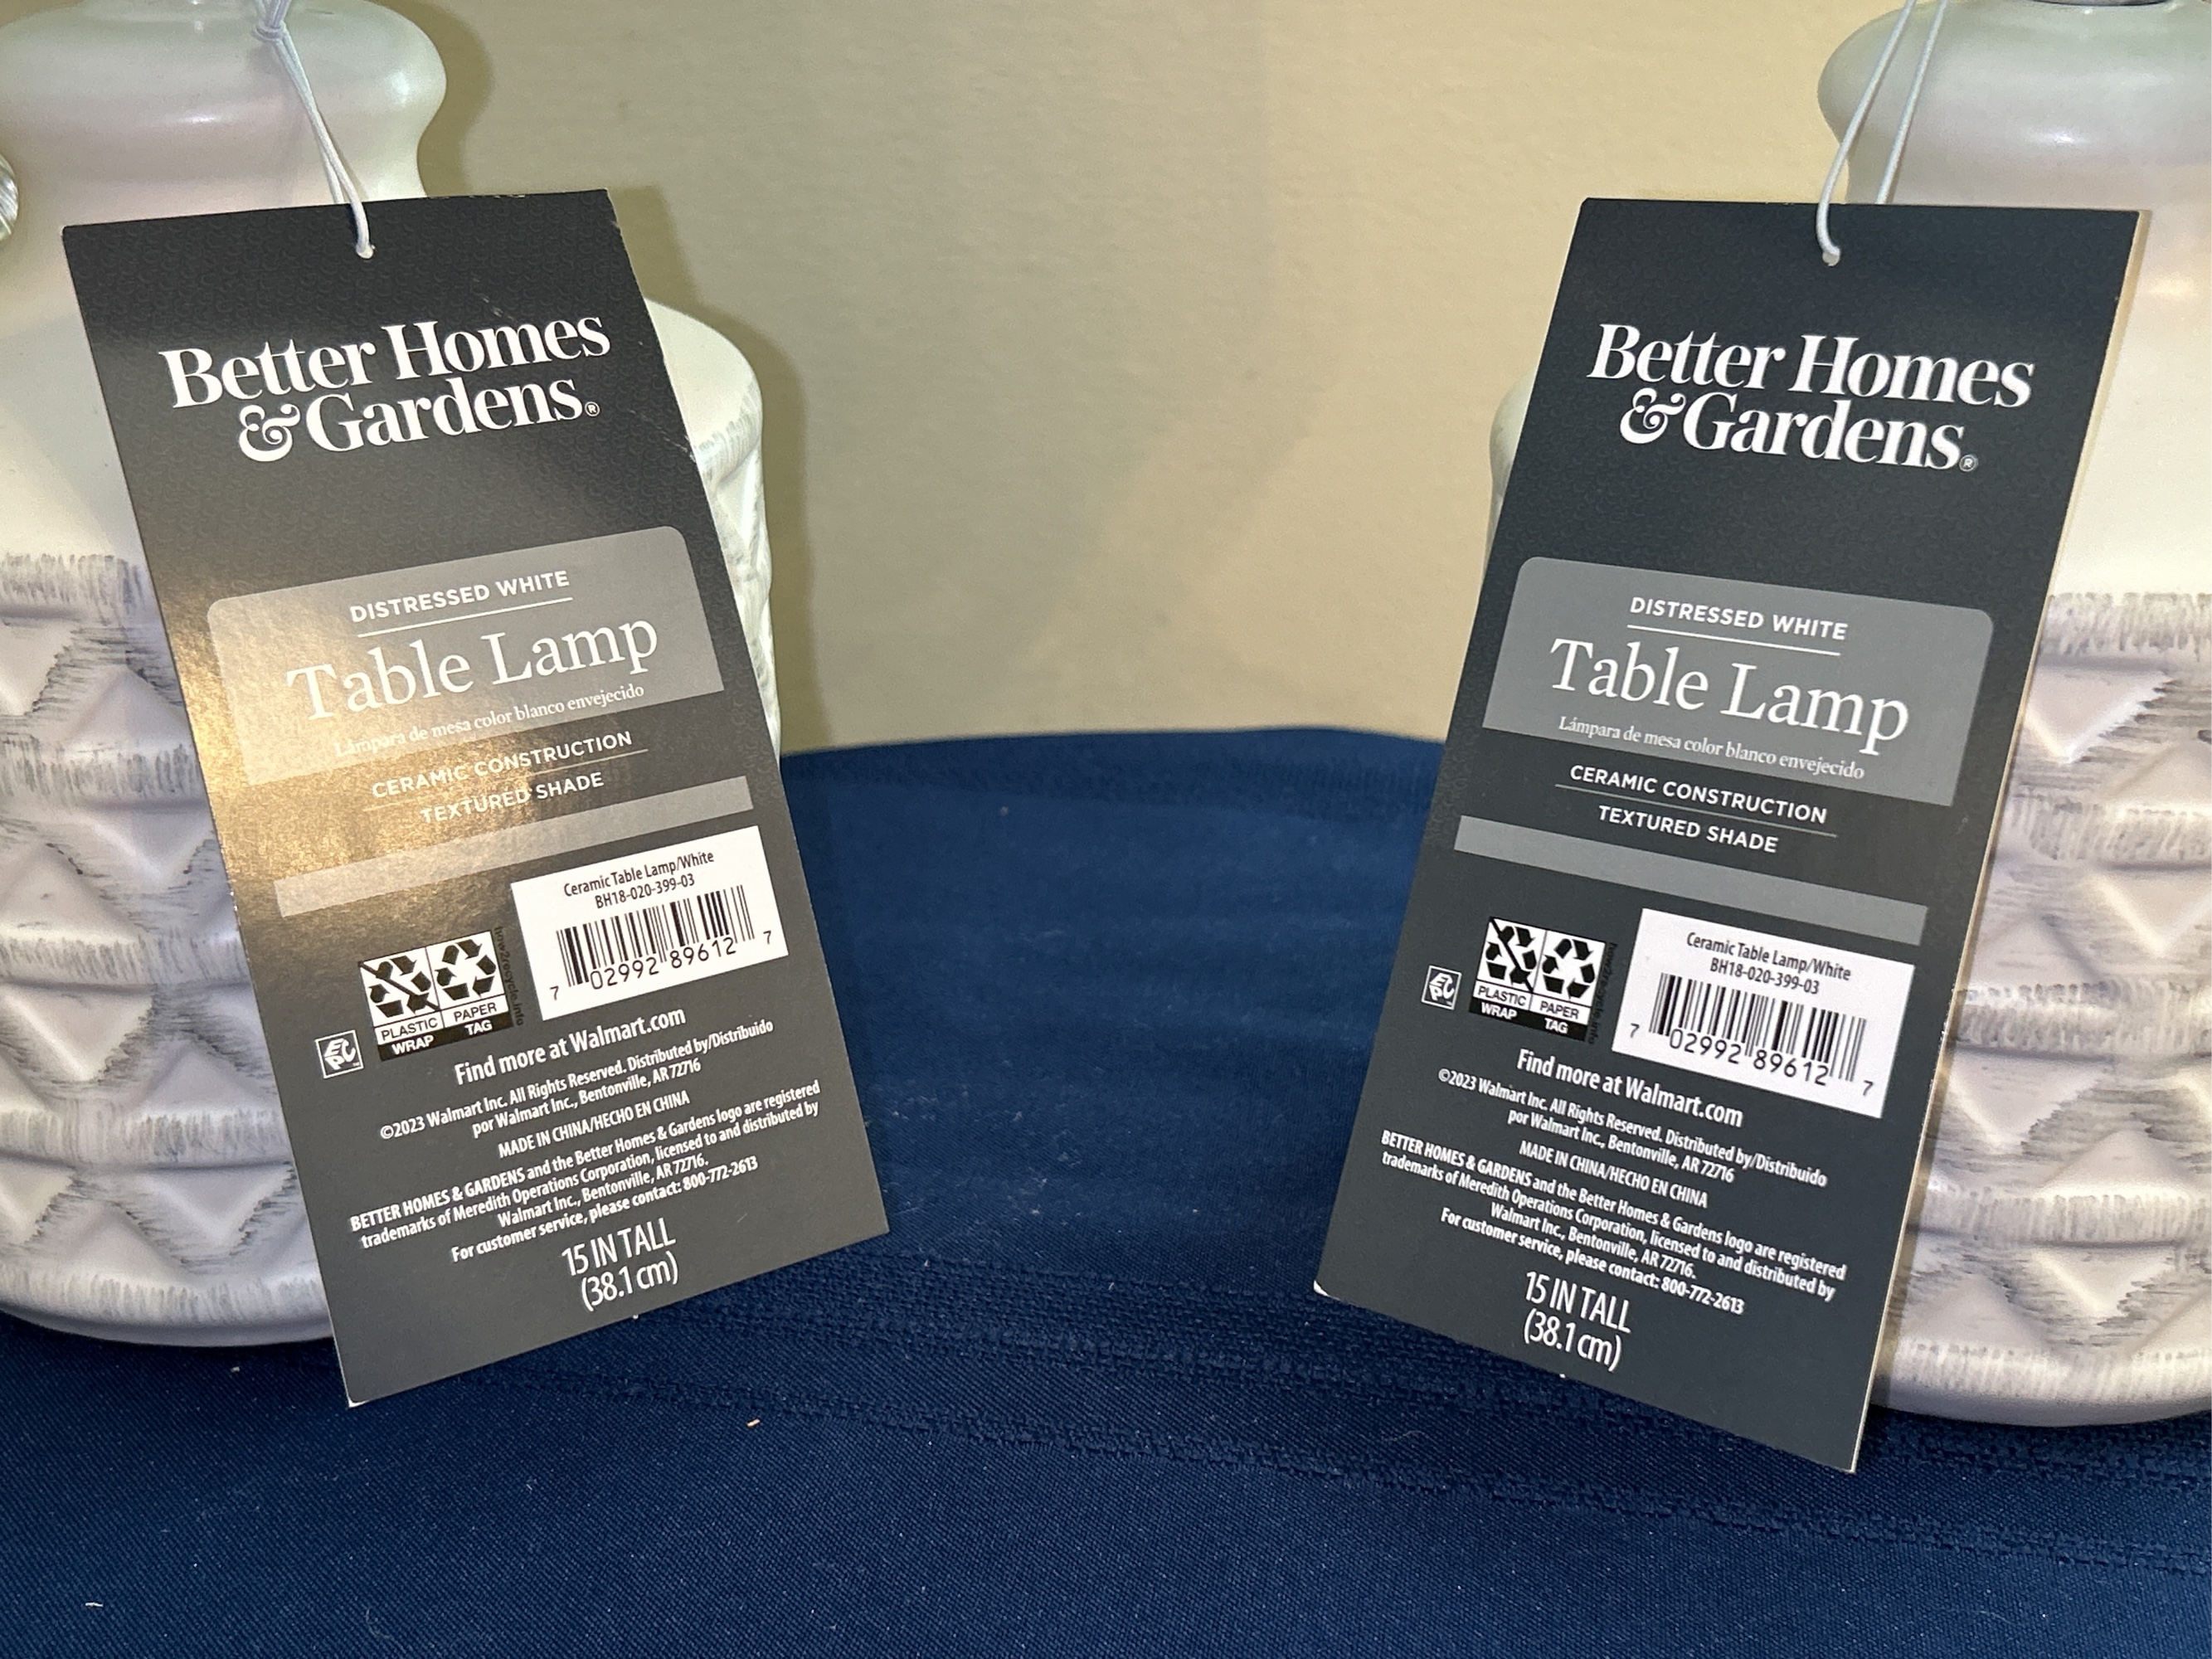 Better Homes
& Gardens®
DISTRESSED WHITE
Table Lamp
Lámpara de mesa color blanco envejecido
CERAMIC CONSTRUCTION
TEXTURED SHADE
Ceramic Table Lamp/White
BH18-020-399-03
7 02992 89612 7
how2recycle.info
PLASTIC PAPER
WRAP TAG
Find more at Walmart.com
©2023 Walmart Inc. All Rights Reserved. Distributed by/Distribuido
por Walmart Inc., Bentonville, AR 72716
MADE IN CHINA/HECHO EN CHINA
BETTER HOMES & GARDENS and the Better Homes & Gardens logo are registered
trademarks of Meredith Operations Corporation, licensed to and distributed by
Walmart Inc., Bentonville, AR 72716.
For customer service, please contact: 800-772-2613
15 IN TALL
(38.1 cm)
Better Homes
& Gardens®
DISTRESSED WHITE
Table Lamp
Lámpara de mesa color blanco envejecido
CERAMIC CONSTRUCTION
TEXTURED SHADE
Ceramic Table Lamp/White
BH18-020-399-03
7 02992 89612 7
how2recycle.info
PLASTIC PAPER
WRAP TAG
Find more at Walmart.com
©2023 Walmart Inc. All Rights Reserved. Distributed by/Distribuido
por Walmart Inc., Bentonville, AR 72716
MADE IN CHINA/HECHO EN CHINA
BETTER HOMES & GARDENS and the Better Homes & Gardens logo are registered
trademarks of Meredith Operations Corporation, licensed to and distributed by
Walmart Inc., Bentonville, AR 72716.
For customer service, please contact: 800-772-2613
15 IN TALL
(38.1 cm)